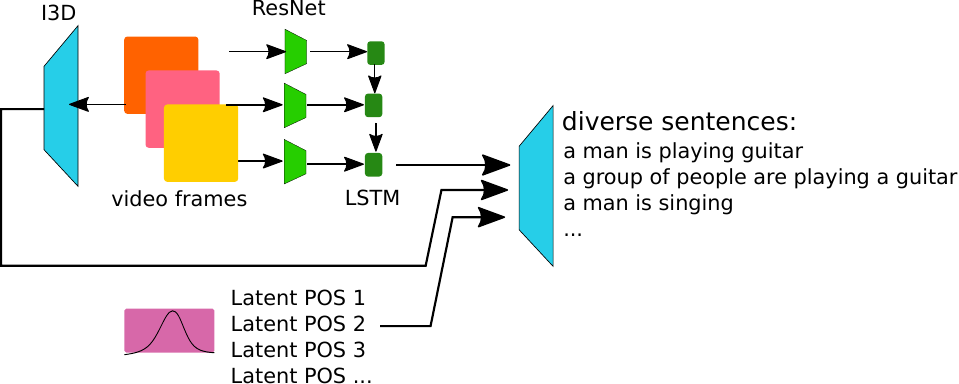 I3D
ResNet
video frames
LSTM
diverse sentences:
a man is playing guitar
a group of people are playing a guitar
a man is singing
...
Latent POS 1
Latent POS 2
Latent POS 3
Latent POS ...